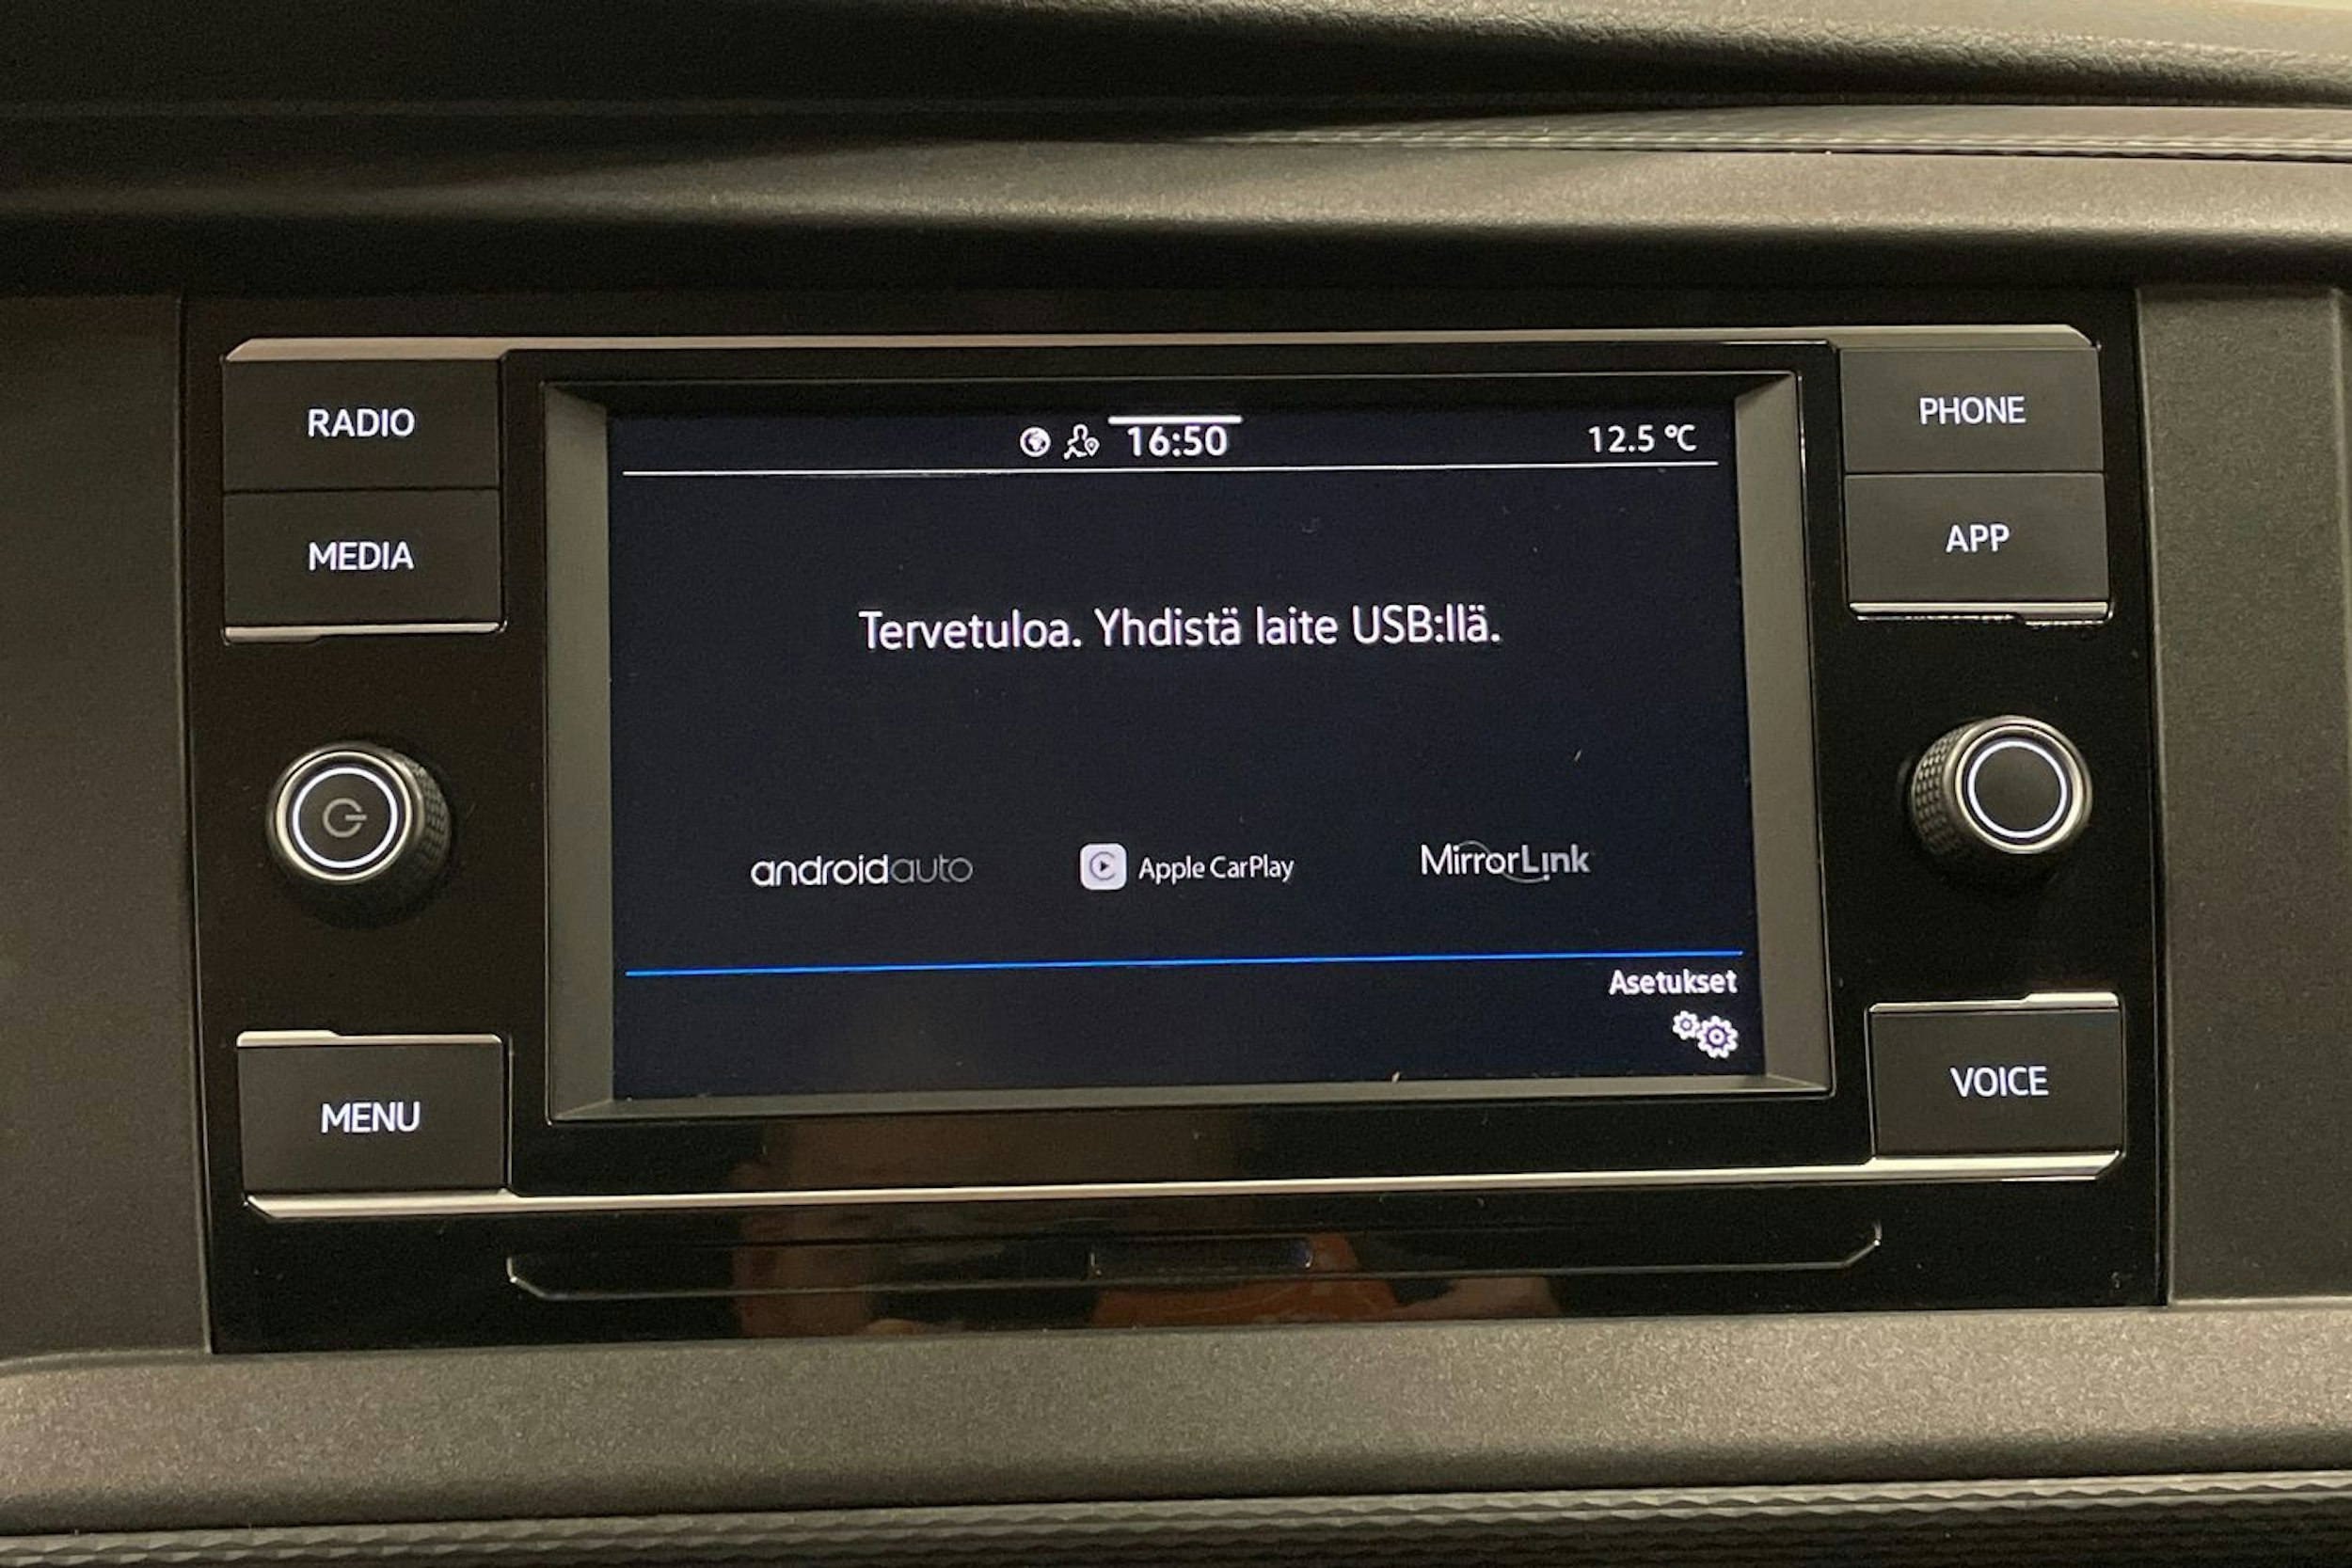 RADIO
MEDIA
MENU
16:50
12.5 °C
Tervetuloa. Yhdistä laite USB:llä.
androidauto
Apple CarPlay
MirrorLink
Asetukset
PHONE
APP
VOICE